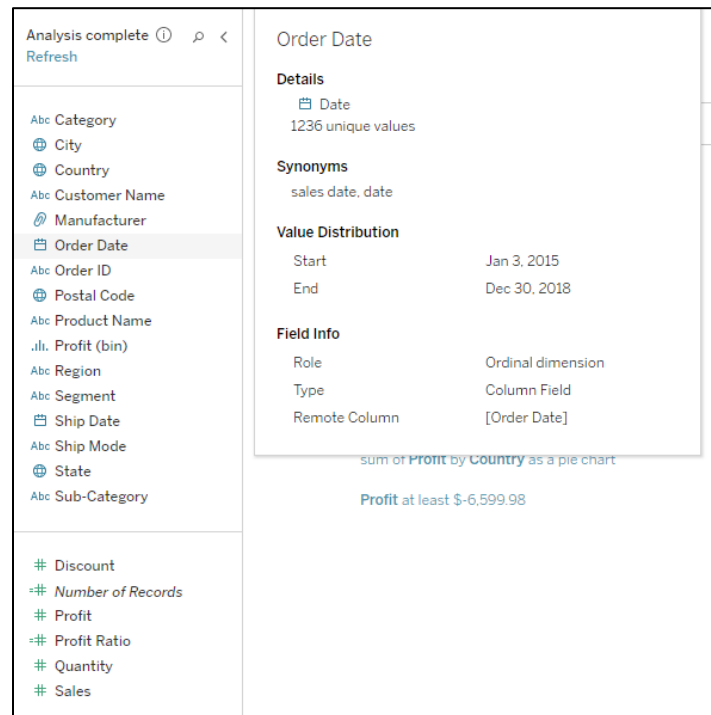 Analysis complete
Refresh
Abc Category
City
Country
Abc Customer Name
Manufacturer
Order Date
Abc Order ID
Postal Code
Abc Product Name
Profit (bin)
Abc Region
Abc Segment
Ship Date
Abc Ship Mode
State
Abc Sub-Category
# Discount
=# Number of Records
# Profit
=# Profit Ratio
# Quantity
# Sales
Order Date
Details
Date
1236 unique values
Synonyms
sales date, date
Value Distribution
Start Jan 3, 2015
End Dec 30, 2018
Field Info
Role Ordinal dimension
Type Column Field
Remote Column [Order Date]
sum of Profit by Country as a pie chart
Profit at least $-6,599.98